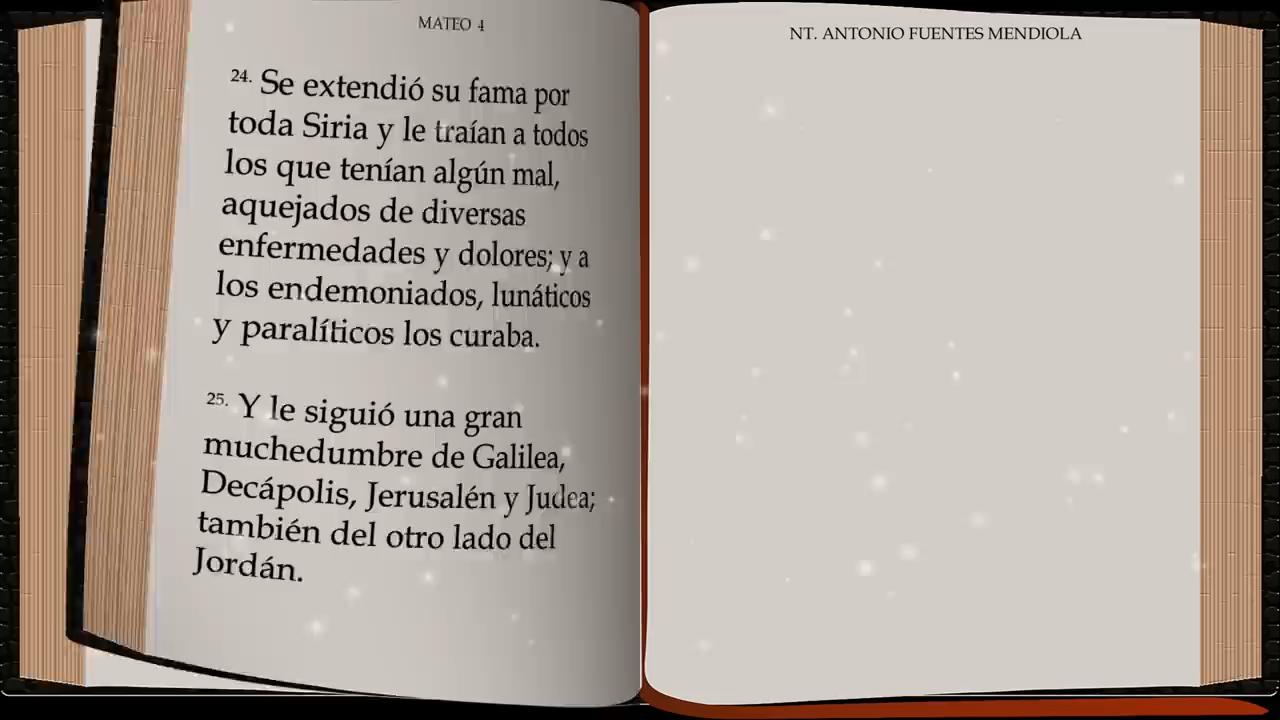 MATEO 4
24. Se extendió su fama por
toda Siria y le traían a todos
los que tenían algún mal,
aquejados de diversas
enfermedades y dolores; y a
los endemoniados, lunáticos
y paralíticos los curaba.
25. Y le siguió una gran
muchedumbre de Galilea,
Decápolis, Jerusalén y Judea;
también del otro lado del
Jordán.
NT. ANTONIO FUENTES MENDIOLA